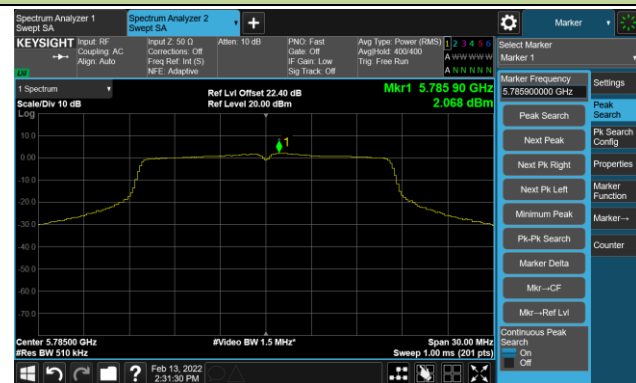 Spectrum Analyzer 1
Swept SA
Spectrum Analyzer 2
Swept SA
Marker
KEYSIGHT
Input: RF
Coupling: AC
Align: Auto
Input Z: 50 Ω
Corrections: Off
Freq Ref: Int (S)
NFE: Adaptive
Atten: 10 dB
PNO: Fast
Gate: Off
IF Gain: Low
Sig Track: Off
Avg Type: Power (RMS)
Avg|Hold: 400/400
Trig: Free Run
1 2 3 4 5 6
A W W W W W
A N N N N N
Select Marker
Marker 1
1 Spectrum
Scale/Div 10 dB
Log
Ref Lvl Offset 22.40 dB
Ref Level 20.00 dBm
Mkr1 5.785 90 GHz
2.068 dBm
10.0
0.00
-10.0
-20.0
-30.0
-40.0
-50.0
-60.0
-70.0
1
Center 5.78500 GHz
#Res BW 510 kHz
#Video BW 1.5 MHz*
Span 30.00 MHz
Sweep 1.00 ms (201 pts)
Marker Frequency
5.785900000 GHz
Peak Search
Next Peak
Next Pk Right
Next Pk Left
Minimum Peak
Pk-Pk Search
Marker Delta
Mkr→CF
Mkr→Ref Lvl
Continuous Peak
Search
On
Off
Settings
Peak
Search
Pk Search
Config
Properties
Marker
Function
Marker→
Counter
Feb 13, 2022
2:31:30 PM